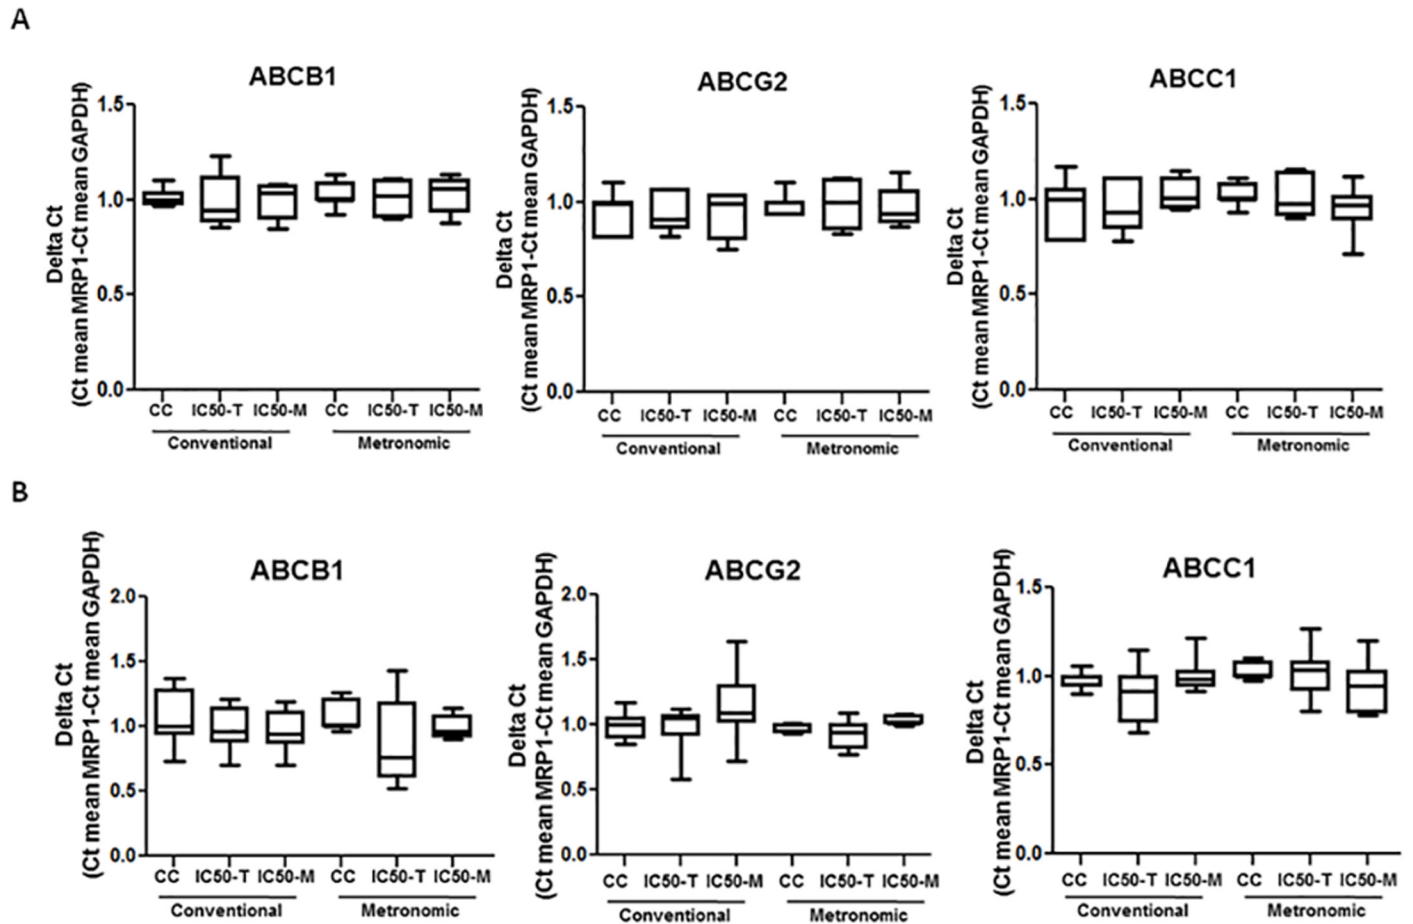 A
ABCB1
Delta Ct
(Ct mean MRP1-Ct mean GAPDH)
1.5
1.0
0.5
0.0
CC IC50-T IC50-M CC IC50-T IC50-M
Conventional Metronomic
ABCG2
Delta Ct
(Ct mean MRP1-Ct mean GAPDH)
1.5
1.0
0.5
0.0
CC IC50-T IC50-M CC IC50-T IC50-M
Conventional Metronomic
ABCC1
Delta Ct
(Ct mean MRP1-Ct mean GAPDH)
1.5
1.0
0.5
0.0
CC IC50-T IC50-M CC IC50-T IC50-M
Conventional Metronomic
B
ABCB1
Delta Ct
(Ct mean MRP1-Ct mean GAPDH)
2.0
1.5
1.0
0.5
0.0
CC IC50-T IC50-M CC IC50-T IC50-M
Conventional Metronomic
ABCG2
Delta Ct
(Ct mean MRP1-Ct mean GAPDH)
2.0
1.5
1.0
0.5
0.0
CC IC50-T IC50-M CC IC50-T IC50-M
Conventional Metronomic
ABCC1
Delta Ct
(Ct mean MRP1-Ct mean GAPDH)
1.5
1.0
0.5
0.0
CC IC50-T IC50-M CC IC50-T IC50-M
Conventional Metronomic